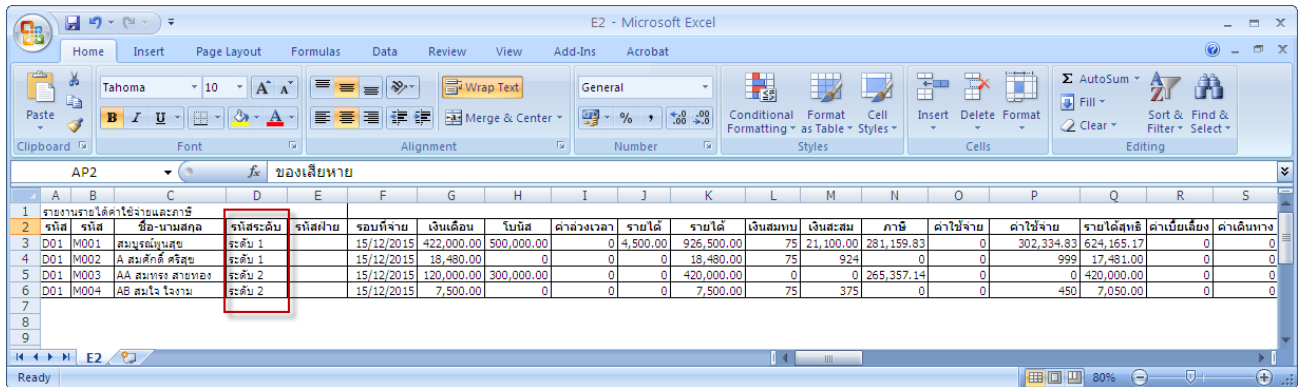 E2 - Microsoft Excel
Home Insert Page Layout Formulas Data Review View Add-Ins Acrobat
Paste Tahoma 10 A A Wrap Text General Conditional Formatting Format as Table Cell Styles Insert Delete Format Σ AutoSum Fill Clear Sort & Filter Find & Select
B I U A Merge & Center % , .0 .00 .00 .0
Clipboard Font Alignment Number Styles Cells Editing
AP2 fx ของเสียหาย
A B C D E F G H I J K L M N O P Q R S
1 รายงานรายได้ค่าใช้จ่ายและภาษี
2 รหัส รหัส ชื่อ-นามสกุล รหัสระดับ รหัสฝ่าย รอบที่จ่าย เงินเดือน โบนัส ค่าล่วงเวลา รายได้ รายได้ เงินสมทบ เงินสะสม ภาษี ค่าใช้จ่าย ค่าใช้จ่าย รายได้สุทธิ ค่าเบี้ยเลี้ยง ค่าเดินทาง
3 D01 M001 สมบูรณ์พูนสุข ระดับ 1 15/12/2015 422,000.00 500,000.00 0 4,500.00 926,500.00 75 21,100.00 281,159.83 0 302,334.83 624,165.17 0 0
4 D01 M002 A สมศักดิ์ ศรีสุข ระดับ 1 15/12/2015 18,480.00 0 0 0 18,480.00 75 924 0 0 999 17,481.00 0 0
5 D01 M003 AA สมทรง สายทอง ระดับ 2 15/12/2015 120,000.00 300,000.00 0 0 420,000.00 0 0 265,357.14 0 0 420,000.00 0 0
6 D01 M004 AB สมใจ ใจงาม ระดับ 2 15/12/2015 7,500.00 0 0 0 7,500.00 75 375 0 0 450 7,050.00 0 0
7
8
9
E2
Ready 80%